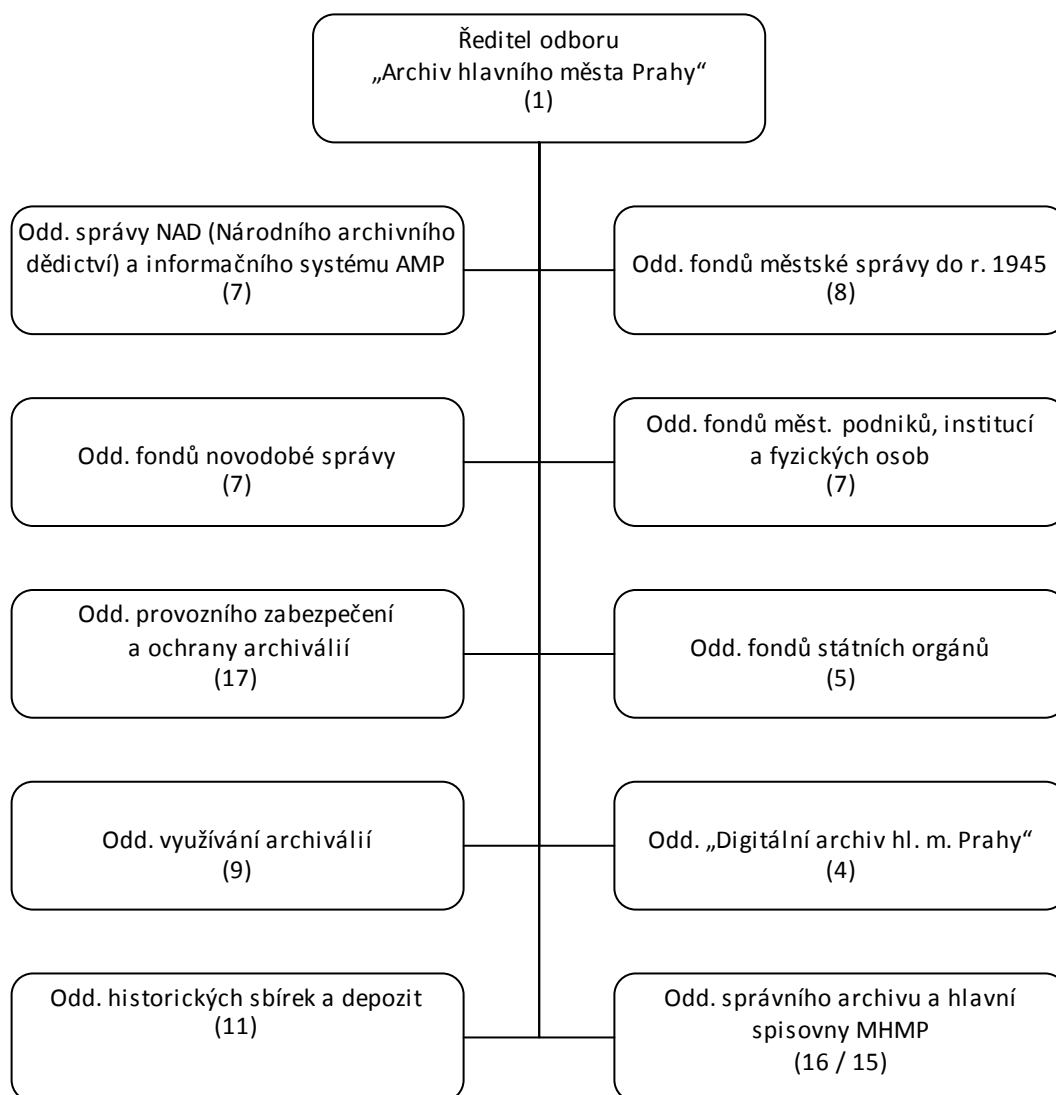 Ředitel odboru
„Archiv hlavního města Prahy“
(1)
Odd. správy NAD (Národního archivního
dědictví) a informačního systému AMP
(7)
Odd. fondů městské správy do r. 1945
(8)
Odd. fondů novodobé správy
(7)
Odd. fondů měst. podniků, institucí
a fyzických osob
(7)
Odd. provozního zabezpečení
a ochrany archiválií
(17)
Odd. fondů státních orgánů
(5)
Odd. využívání archiválií
(9)
Odd. „Digitální archiv hl. m. Prahy“
(4)
Odd. historických sbírek a depozit
(11)
Odd. správního archivu a hlavní
spisovny MHMP
(16 / 15)